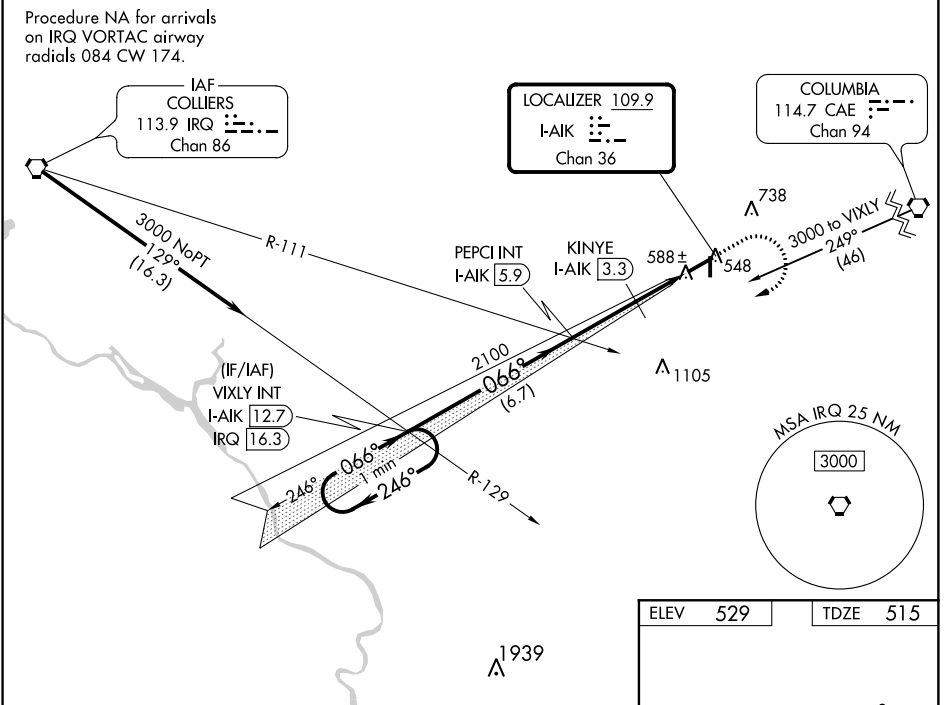 Procedure NA for arrivals
on IRQ VORTAC airway
radials 084 CW 174.
IAF
COLLIERS
113.9 IRQ
Chan 86
LOCALIZER 109.9
I-AIK
Chan 36
COLUMBIA
114.7 CAE
Chan 94
738
3000 to VIXLY
249°
(46)
3000 NoPT
129°
(16.3)
R-111
PEPCI INT
I-AIK 5.9
KINYE
I-AIK 3.3
588 ±
548
2100
066°
(6.7)
1105
(IF/IAF)
VIXLY INT
I-AIK 12.7
IRQ 16.3
246°
066°
1 min
246°
R-129
MSA IRQ 25 NM
3000
1939
ELEV 529
TDZE 515